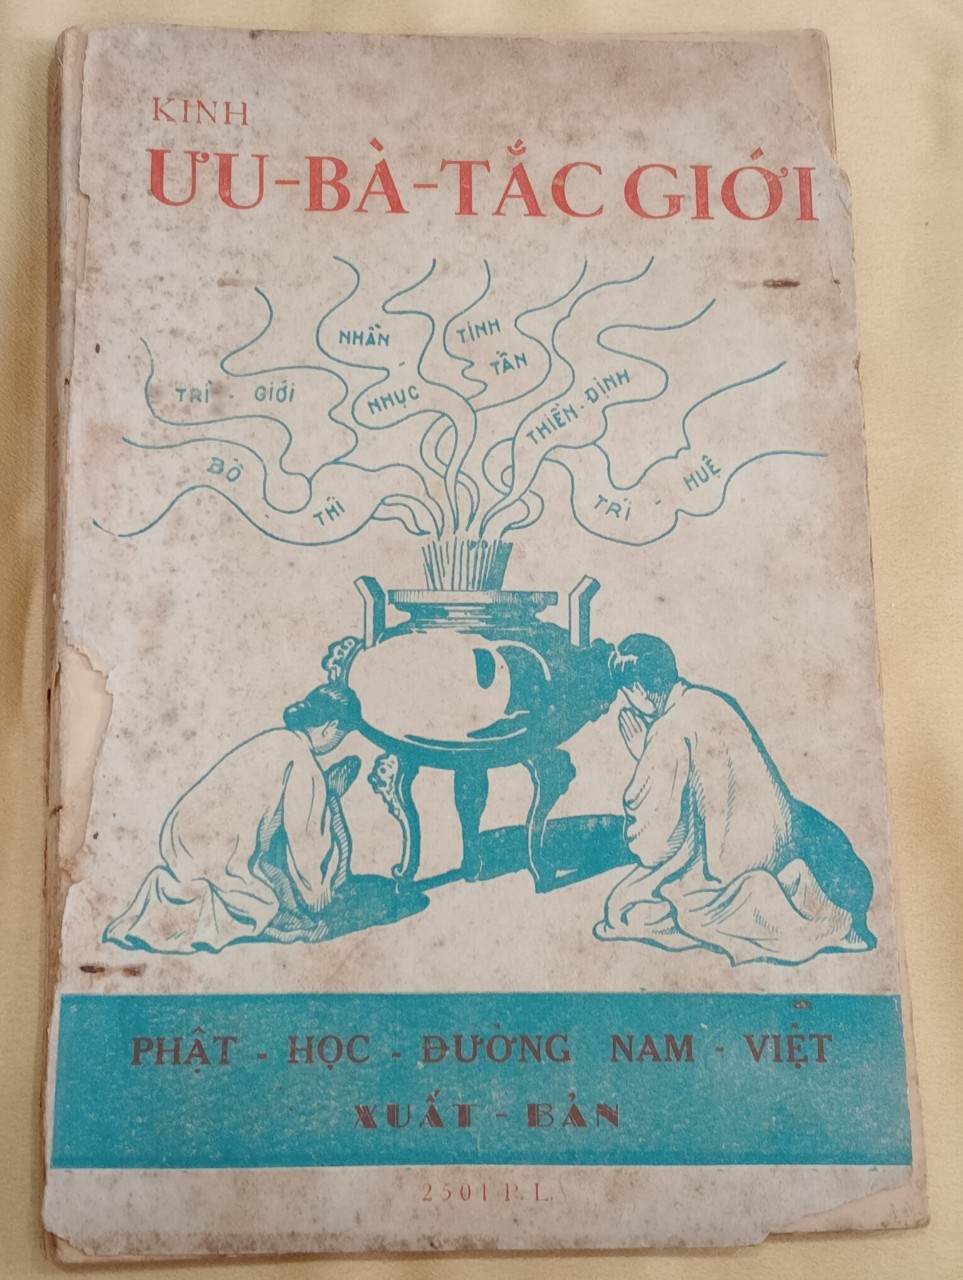 KINH
ƯU-BÀ-TẮC GIỚI
NHẪN
NHỤC
TINH
TẤN
TRÌ - GIỚI
THIỀN-ĐỊNH
BỐ
THÍ
TRÍ - HUỆ
PHẬT - HỌC - ĐƯỜNG NAM - VIỆT
XUẤT - BẢN
2501 P. L.